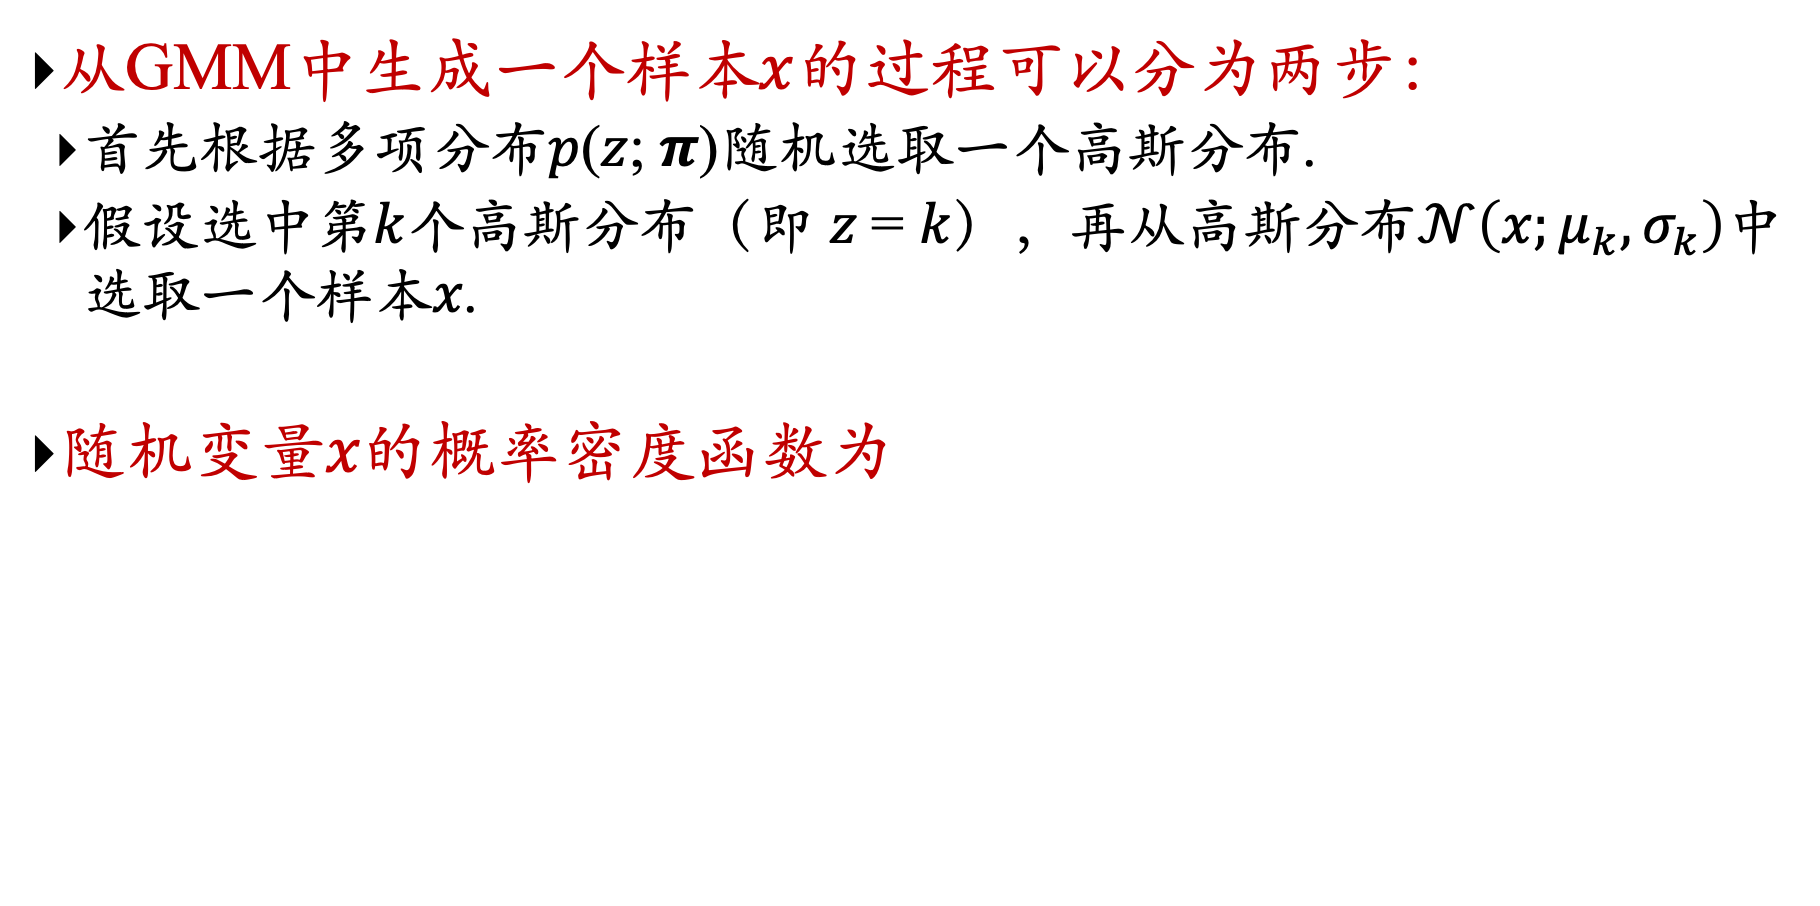 从GMM中生成一个样本x的过程可以分为两步：
首先根据多项分布p(z; π)随机选取一个高斯分布.
假设选中第k个高斯分布（即 z = k），再从高斯分布𝒩(x; μₖ, σₖ)中
选取一个样本x.
随机变量x的概率密度函数为